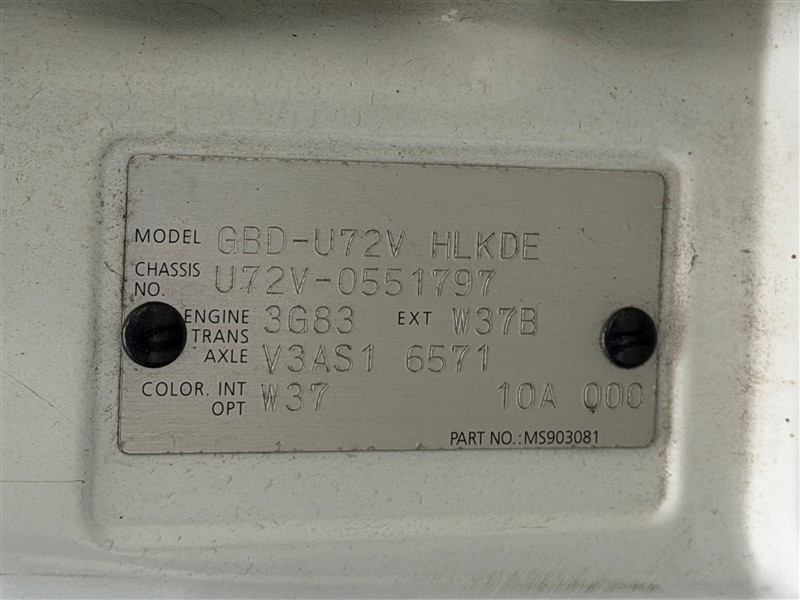 MODEL GBD-U72V HLKDE
CHASSIS NO. U72V-0551797
ENGINE 3G83 EXT W37B
TRANS AXLE V3AS1 6571
COLOR. INT OPT W37 10A 000
PART NO.: MS903081